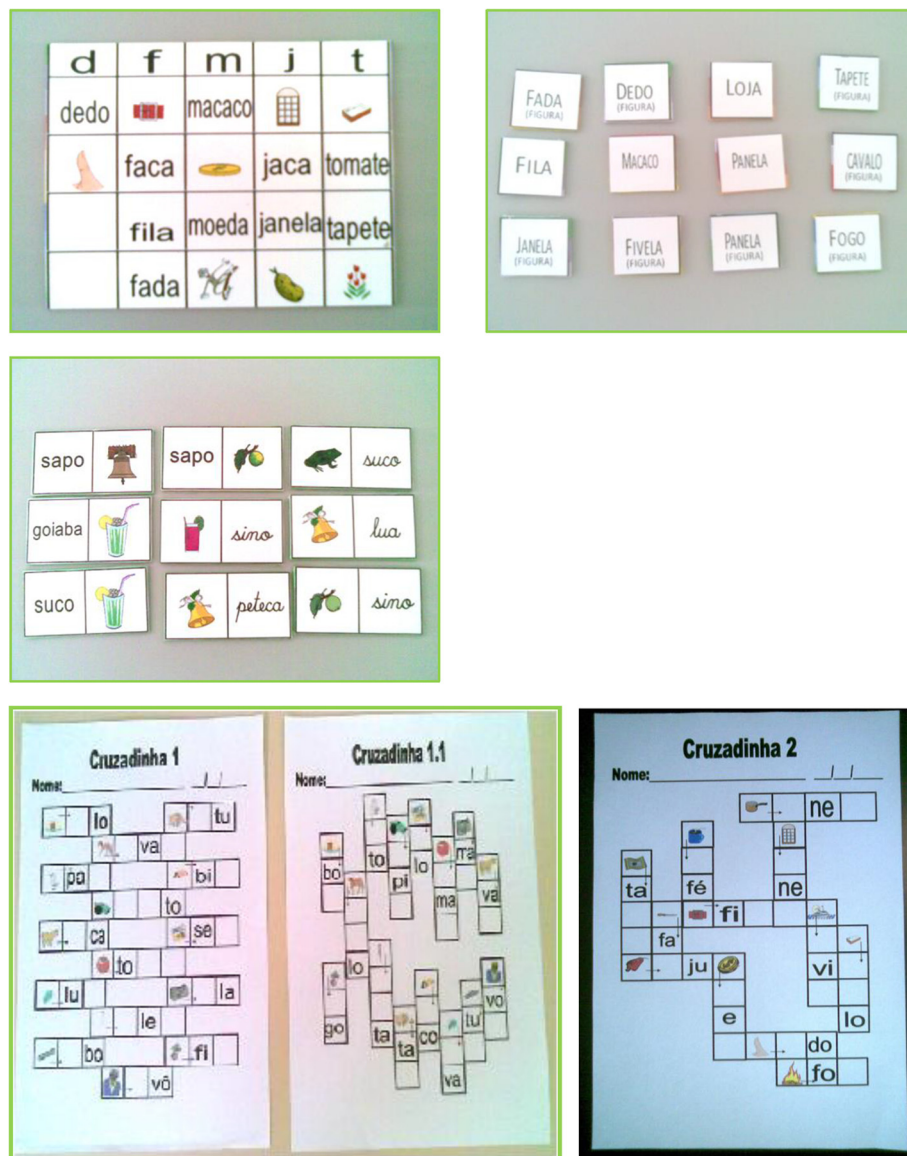 d f m j t
dedo macaco
faca jaca tomate
fila moeda janela tapete
fada
FADA DEDO (FIGURA) LOJA TAPETE (FIGURA)
FILA MACACO PANELA CAVALO (FIGURA)
JANELA (FIGURA) FIVELA (FIGURA) PANELA (FIGURA) FOGO (FIGURA)
sapo sapo suco
goiaba sino lua
suco peteca sino
Cruzadinha 1
Nome: / /
lo tu
va
pa bi
to
ca se
to
lu la
le
bo fi
vô
Cruzadinha 1.1
Nome: / /
to lo ma
bo pi va
ma
lo
go ta tu vo
ta co
va
Cruzadinha 2
Nome: / /
ne
ta fé ne
fi
fa
ju vi
e lo
do
fo